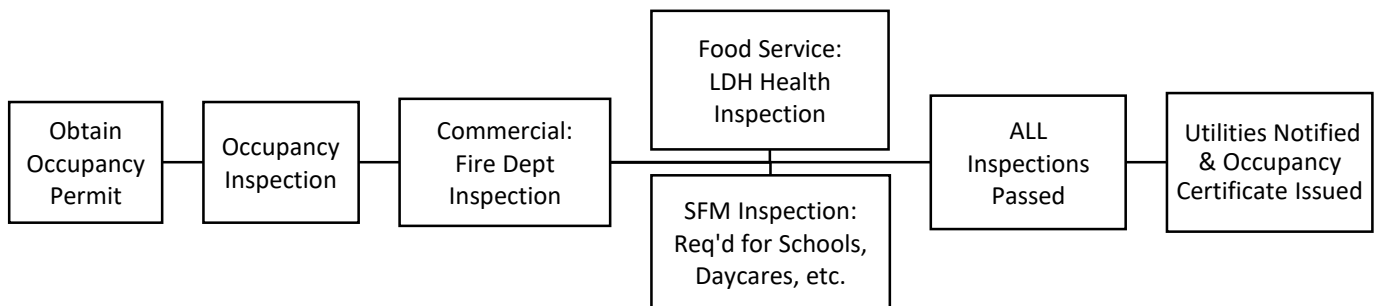 Obtain
Occupancy
Permit
Occupancy
Inspection
Commercial:
Fire Dept
Inspection
Food Service:
LDH Health
Inspection
SFM Inspection:
Req'd for Schools,
Daycares, etc.
ALL
Inspections
Passed
Utilities Notified
& Occupancy
Certificate Issued